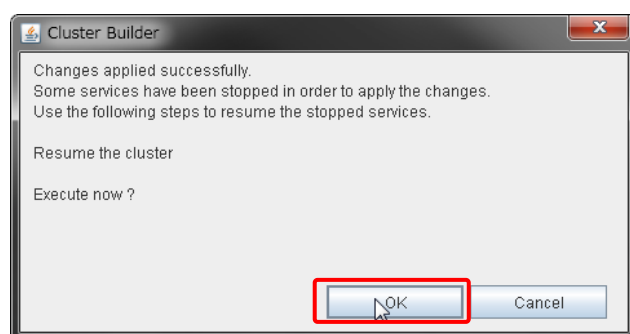 Cluster Builder
Changes applied successfully.
Some services have been stopped in order to apply the changes.
Use the following steps to resume the stopped services.
Resume the cluster
Execute now ?
OK
Cancel